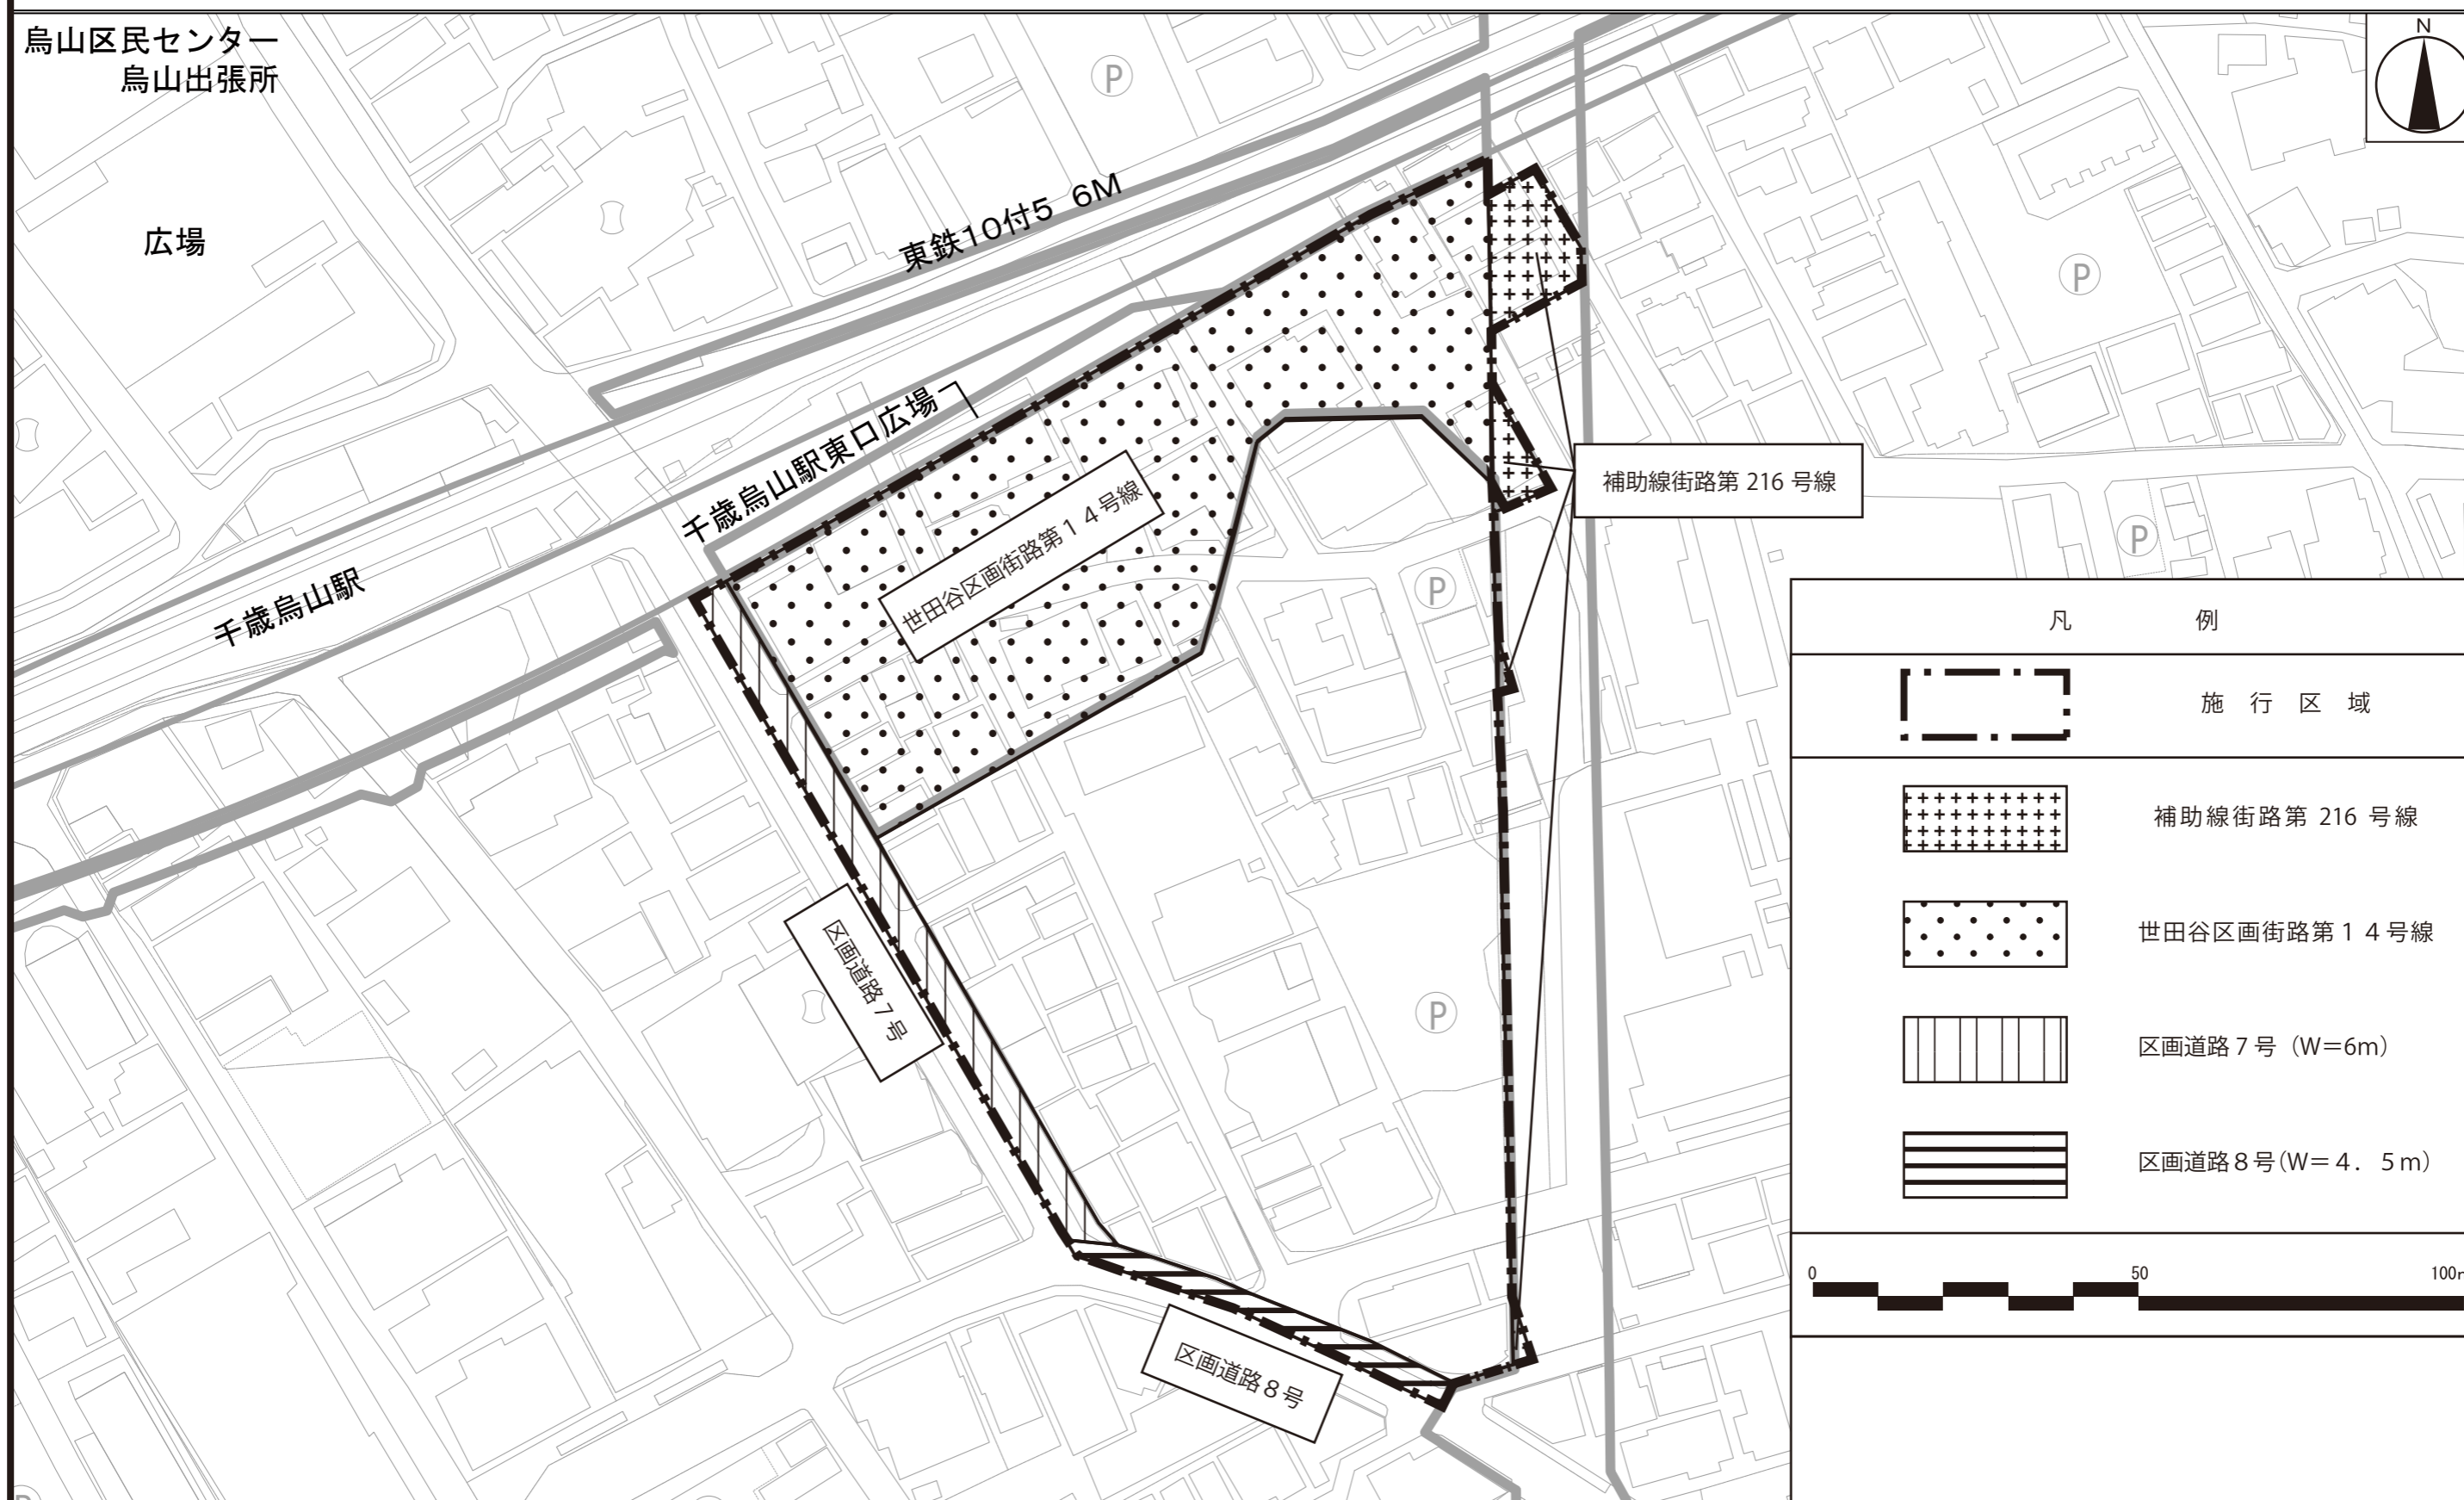 烏山区民センター
烏山出張所
N
P
広場
東鉄10付5 6M
P
千歳烏山駅東口広場
補助線街路第 216 号線
世田谷区画街路第１４号線
P
千歳烏山駅
P
凡 例
施 行 区 域
補助線街路第 216 号線
世田谷区画街路第１４号線
区画道路７号
P
区画道路７号（W＝6m）
区画道路８号(W＝４．５ｍ)
0 50 100m
区画道路８号
P